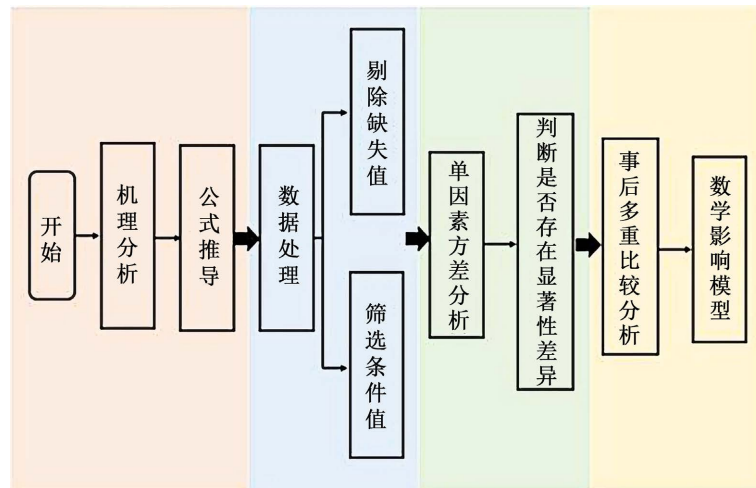 开始
机理分析
公式推导
数据处理
剔除缺失值
筛选条件值
单因素方差分析
判断是否存在显著性差异
事后多重比较分析
数学影响模型